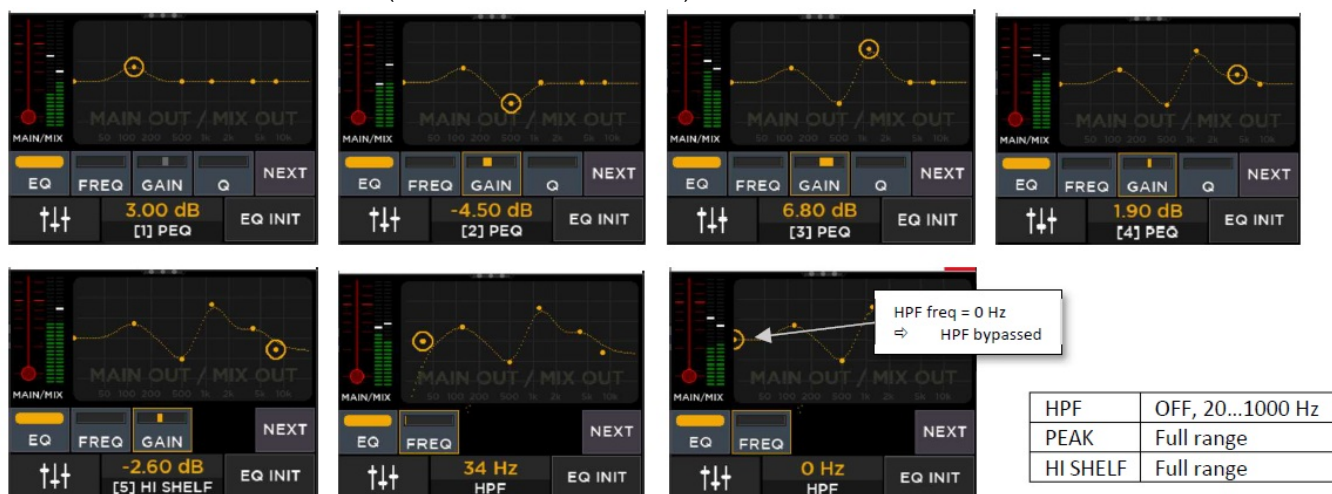 MAIN OUT / MIX OUT
50 100 200 500 1k 2k 5k 10k
MAIN/MIX
EQ FREQ GAIN Q NEXT
3.00 dB
[1] PEQ
EQ INIT
MAIN OUT / MIX OUT
50 100 200 500 1k 2k 5k 10k
MAIN/MIX
EQ FREQ GAIN Q NEXT
-4.50 dB
[2] PEQ
EQ INIT
MAIN OUT / MIX OUT
50 100 200 500 1k 2k 5k 10k
MAIN/MIX
EQ FREQ GAIN Q NEXT
6.80 dB
[3] PEQ
EQ INIT
MAIN OUT / MIX OUT
50 100 200 500 1k 2k 5k 10k
MAIN/MIX
EQ FREQ GAIN Q NEXT
1.90 dB
[4] PEQ
EQ INIT
MAIN OUT / MIX OUT
50 100 200 500 1k 2k 5k 10k
MAIN/MIX
EQ FREQ GAIN NEXT
-2.60 dB
[5] HI SHELF
EQ INIT
MAIN OUT / MIX OUT
50 100 200 500 1k 2k 5k 10k
MAIN/MIX
EQ FREQ NEXT
34 Hz
HPF
EQ INIT
HPF freq = 0 Hz
⇒ HPF bypassed
MAIN OUT / MIX OUT
50 100 200 500 1k 2k 5k 10k
MAIN/MIX
EQ FREQ NEXT
0 Hz
HPF
EQ INIT
HPF OFF, 20...1000 Hz
PEAK Full range
HI SHELF Full range